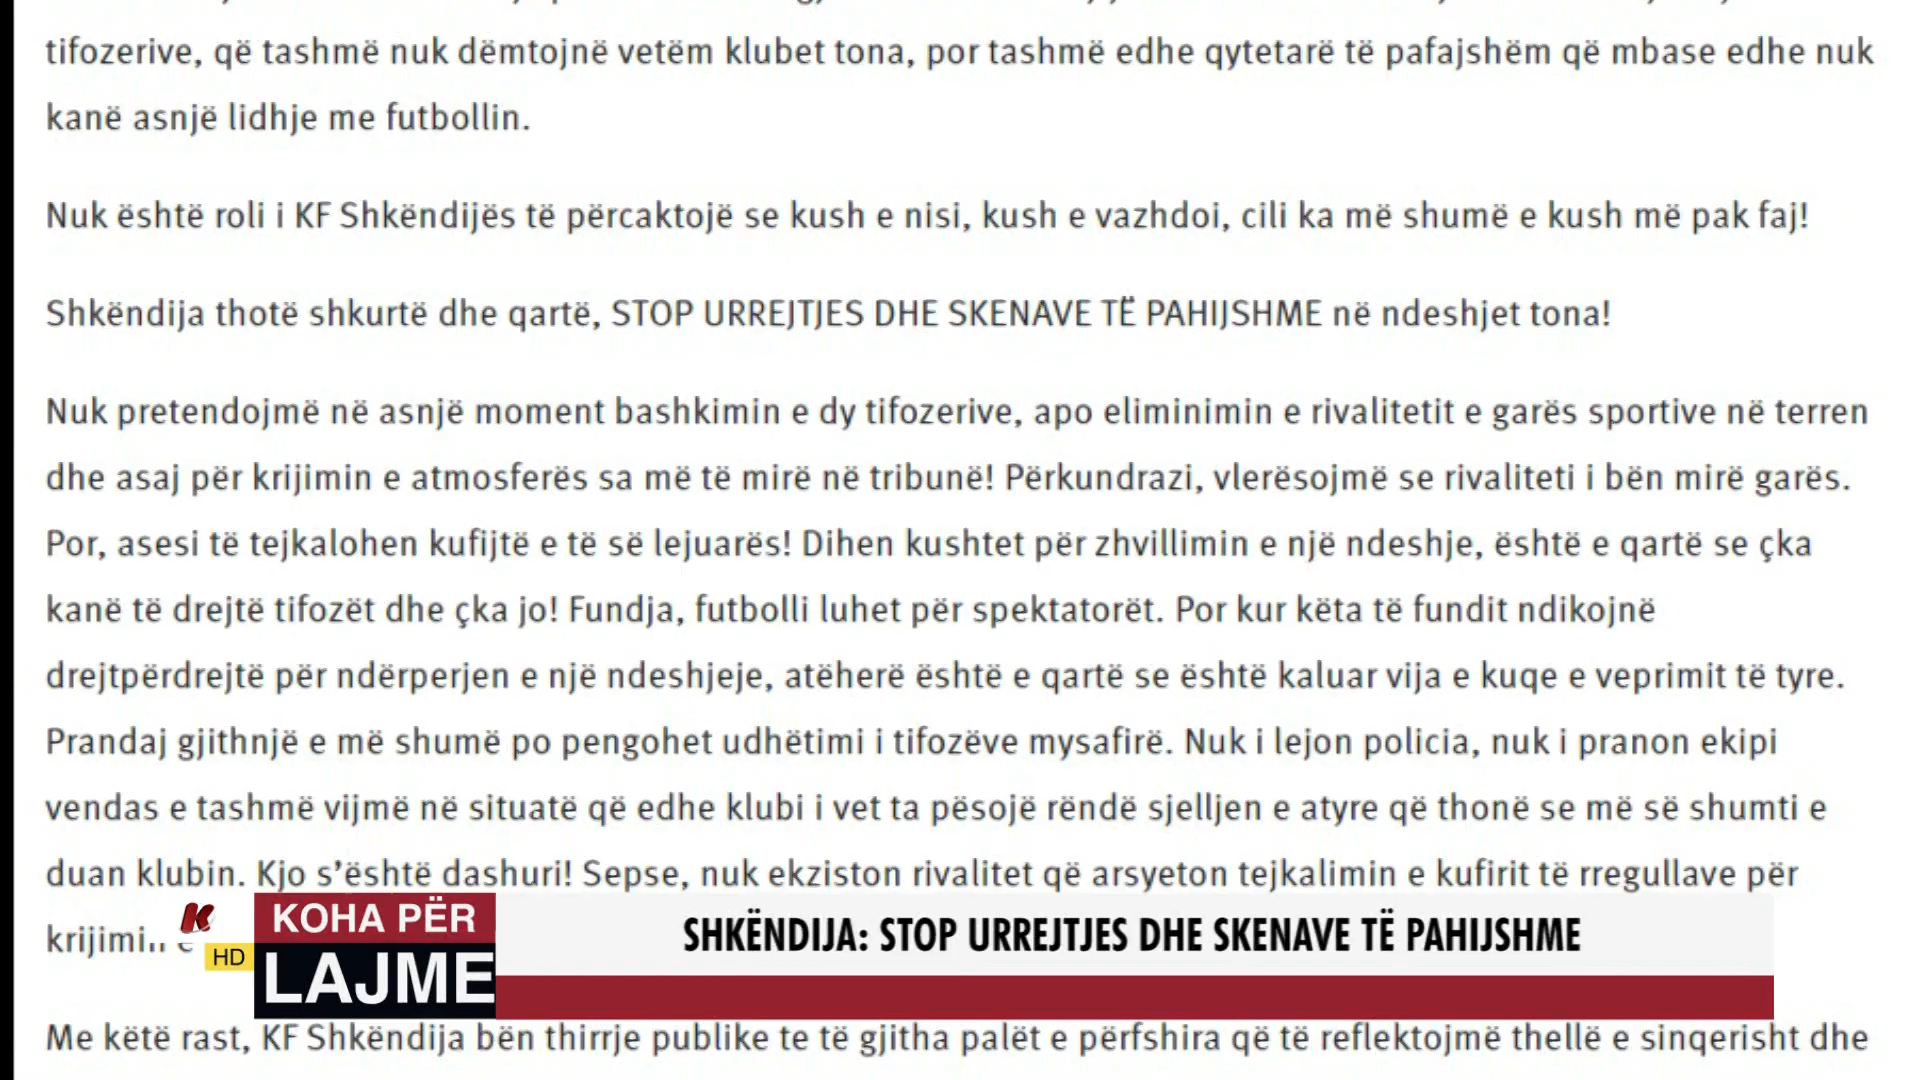 tifozerive, që tashmë nuk dëmtojnë vetëm klubet tona, por tashmë edhe qytetarë të pafajshëm që mbase edhe nuk
kanë asnjë lidhje me futbollin.
Nuk është roli i KF Shkëndijës të përcaktojë se kush e nisi, kush e vazhdoi, cili ka më shumë e kush më pak faj!
Shkëndija thotë shkurtë dhe qartë, STOP URREJTJES DHE SKENAVE TË PAHIJSHME në ndeshjet tona!
Nuk pretendojmë në asnjë moment bashkimin e dy tifozerive, apo eliminimin e rivalitetit e garës sportive në terren
dhe asaj për krijimin e atmosferës sa më të mirë në tribunë! Përkundrazi, vlerësojmë se rivaliteti i bën mirë garës.
Por, asesi të tejkalohen kufijtë e të së lejuarës! Dihen kushtet për zhvillimin e një ndeshje, është e qartë se çka
kanë të drejtë tifozët dhe çka jo! Fundja, futbolli luhet për spektatorët. Por kur këta të fundit ndikojnë
drejtpërdrejtë për ndërperjen e një ndeshjeje, atëherë është e qartë se është kaluar vija e kuqe e veprimit të tyre.
Prandaj gjithnjë e më shumë po pengohet udhëtimi i tifozëve mysafirë. Nuk i lejon policia, nuk i pranon ekipi
vendas e tashmë vijmë në situatë që edhe klubi i vet ta pësojë rëndë sjelljen e atyre që thonë se më së shumti e
duan klubin. Kjo s’është dashuri! Sepse, nuk ekziston rivalitet që arsyeton tejkalimin e kufirit të rregullave për
K
HD
KOHA PËR
LAJME
SHKËNDIJA: STOP URREJTJES DHE SKENAVE TË PAHIJSHME
Me këtë rast, KF Shkëndija bën thirrje publike te të gjitha palët e përfshira që të reflektojmë thellë e sinqerisht dhe